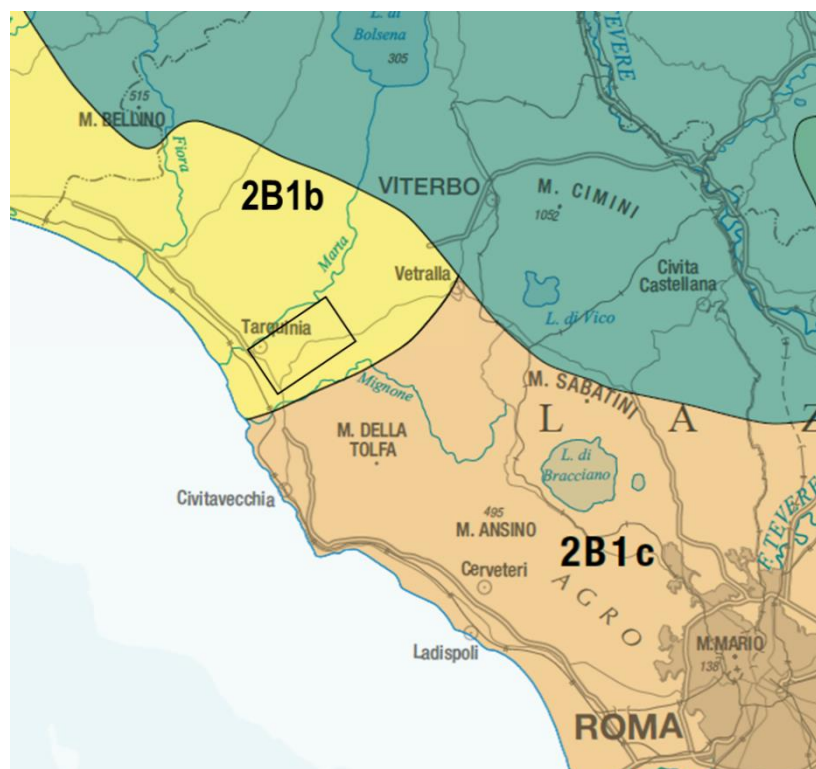 L. di
Bolsena
305
TEVERE
515
M. BELLINO
Fiora
2B1b
VITERBO
M. CIMINI
1052
Marta
Vetralla
Civita
Castellana
L. di Vico
Tarquinia
Mignone
M. SABATINI
L A Z
M. DELLA
TOLFA
L. di
Bracciano
Civitavecchia
495
M. ANSINO
2B1c
F. TEVERE
Cerveteri
AGRO
Ladispoli
M. MARIO
138
ROMA